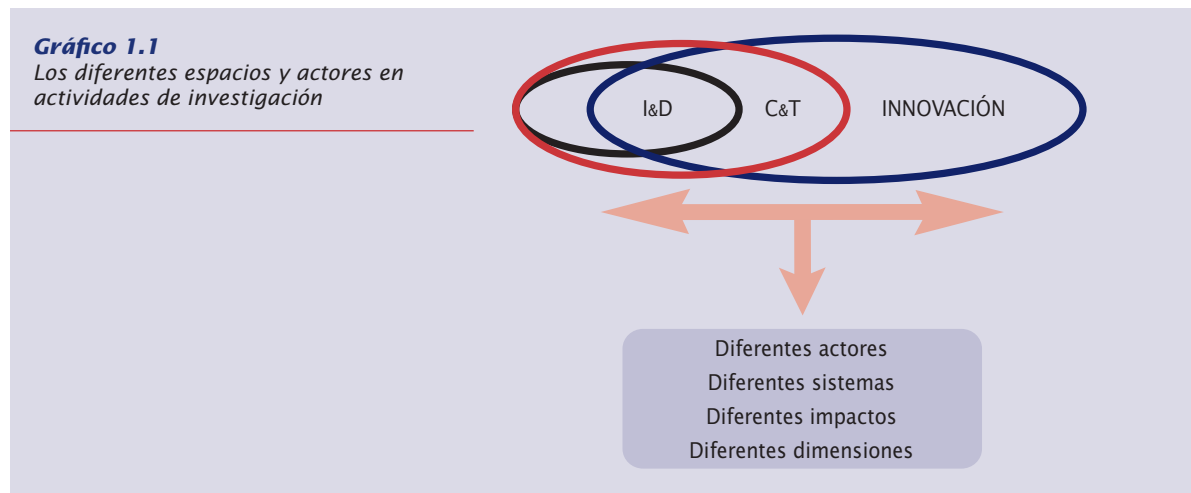 Gráfico 1.1
Los diferentes espacios y actores en
actividades de investigación
I&D
C&T
INNOVACIÓN
Diferentes actores
Diferentes sistemas
Diferentes impactos
Diferentes dimensiones